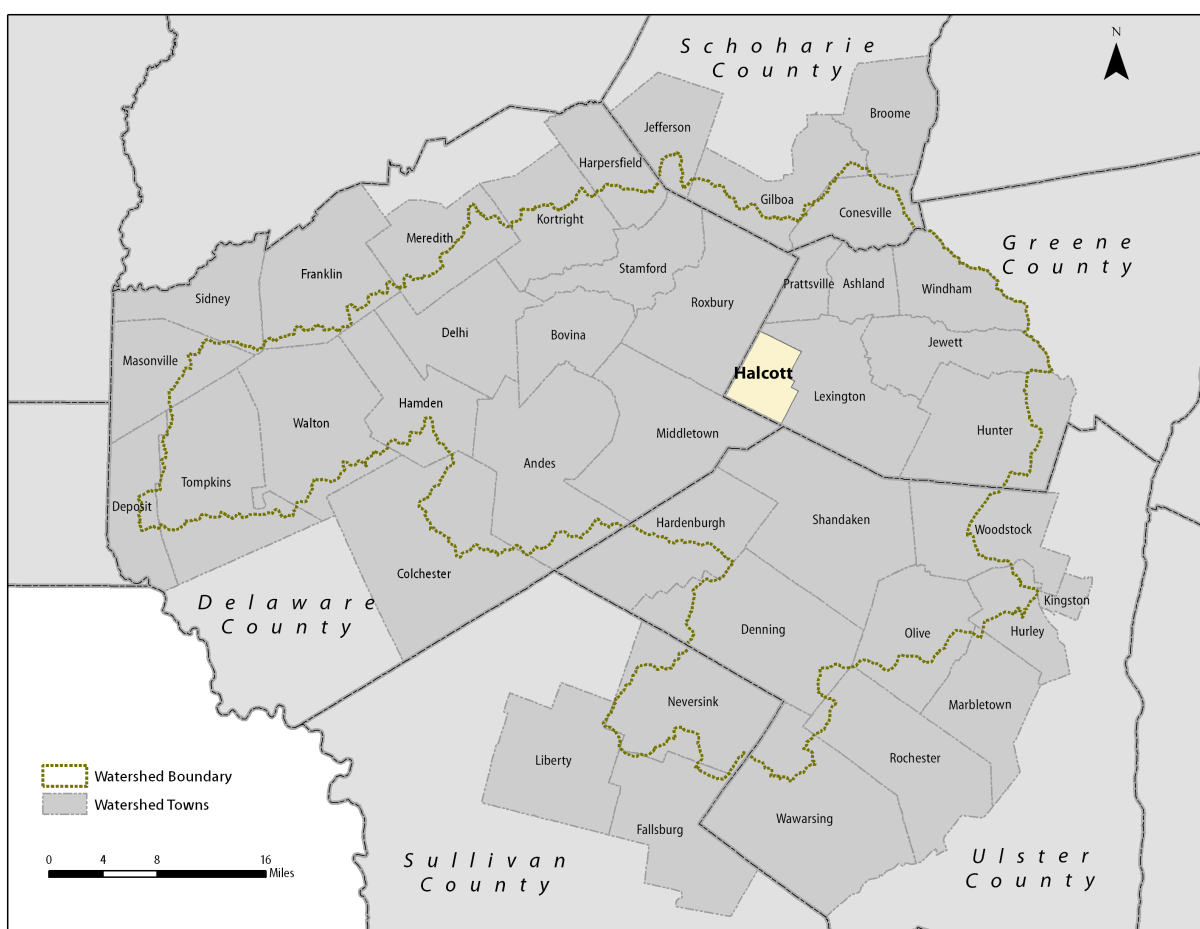 Schoharie
County
N
Broome
Jefferson
Harpersfield
Gilboa
Conesville
Kortright
Meredith
Greene
County
Franklin
Stamford
Sidney
Prattsville
Ashland
Windham
Roxbury
Delhi
Bovina
Jewett
Masonville
Halcott
Lexington
Hamden
Walton
Hunter
Middletown
Andes
Tompkins
Deposit
Hardenburgh
Shandaken
Woodstock
Colchester
Kingston
Delaware
County
Denning
Olive
Hurley
Neversink
Marbletown
Liberty
Rochester
Watershed Boundary
Watershed Towns
Fallsburg
Wawarsing
0 4 8 16
Miles
Sullivan
County
Ulster
County